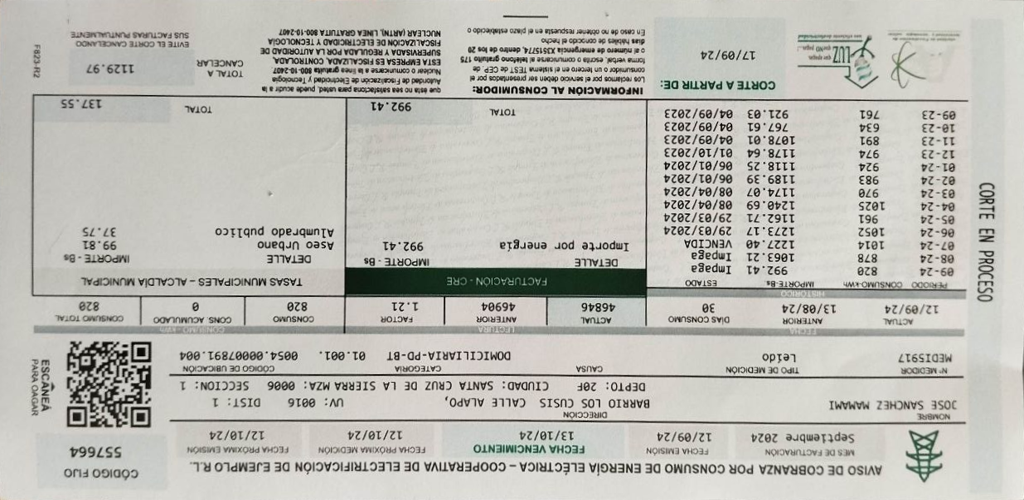 AVISO DE COBRANZA POR CONSUMO DE ENERGÍA ELÉCTRICA – COOPERATIVA DE ELECTRIFICACIÓN DE EJEMPLO R.L.
CÓDIGO FIJO
557664
MES DE FACTURACIÓN
Septiembre 2024
FECHA EMISIÓN
12/09/24
FECHA VENCIMIENTO
13/10/24
FECHA PRÓXIMA MEDICIÓN
12/10/24
FECHA PRÓXIMA EMISIÓN
12/10/24
NOMBRE
JOSE SANCHEZ MAMAMI
DIRECCIÓN
BARRIO LOS CUSIS CALLE ALAPO, UV: 0016 DIST: 1
DEPTO: 20F CIUDAD: SANTA CRUZ DE LA SIERRA MZA: 0006 SECCION: 1
ESCANÉA
PARA OAGAR
Nº MEDIDOR
MEDI5917
TIPO DE MEDICIÓN
Leído
CAUSA
CATEGORÍA
DOMICILIARIA-PD-BT
CÓDIGO DE UBICACIÓN
01.001. 0054.00007891.004
FECHA
ACTUAL
12/09/24
ANTERIOR
13/08/24
DÍAS CONSUMO
30
LECTURA
ACTUAL
46846
ANTERIOR
46904
FACTOR
1.21
CONSUMO - kWh
CONSUMO
820
CONS. ACUMULADO
0
CONSUMO TOTAL
820
HISTÓRICO
PERIODO CONSUMO-kWh IMPORTE-Bs ESTADO
09-24 820 992.41 Impaga
08-24 878 1063.21 Impaga
07-24 1014 1227.40 VENCIDA
06-24 1052 1273.17 29/03/2024
05-24 961 1162.71 29/03/2024
04-24 1025 1240.69 08/04/2024
03-24 970 1174.07 08/04/2024
02-24 983 1189.39 06/01/2024
01-24 924 1118.25 06/01/2024
12-23 974 1178.64 01/10/2023
11-23 891 1078.01 04/09/2023
10-23 634 767.61 04/09/2023
09-23 761 921.03 04/09/2023
FACTURACIÓN - CRE
DETALLE IMPORTE - Bs
Importe por energía 992.41
TOTAL 992.41
TASAS MUNICIPALES – ALCALDÍA MUNICIPAL
DETALLE IMPORTE - Bs
Aseo Urbano 99.81
Alumbrado publico 37.75
TOTAL 137.55
CORTE EN PROCESO
LUZ
CORTE A PARTIR DE:
17/09/24
INFORMACIÓN AL CONSUMIDOR:
Los reclamos por el servicio deben ser presentados por el
consumidor o un tercero en el sistema TEST de CEP, de
forma verbal, escrita o comunicarse al teléfono gratuito 175
o al número de emergencia X3715174, dentro de los 20
días hábiles de conocido el hecho
En caso de no obtener respuesta en el plazo establecido o
que esta no sea satisfactoria para usted, puede acudir a la
Autoridad de Fiscalización de Electricidad y Tecnología
Nuclear o comunicarse a la línea gratuita 800-10-2407
ESTA EMPRESA ES FISCALIZADA, CONTROLADA,
SUPERVISADA Y REGULADA POR LA AUTORIDAD DE
FISCALIZACIÓN DE ELECTRICIDAD Y TECNOLOGÍA
NUCLEAR (ARTN), LÍNEA GRATUITA 800-10-2407
TOTAL A
CANCELAR
1129.97
EVITE EL CORTE CANCELANDO
SUS FACTURAS PUNTUALMENTE
F823-R2